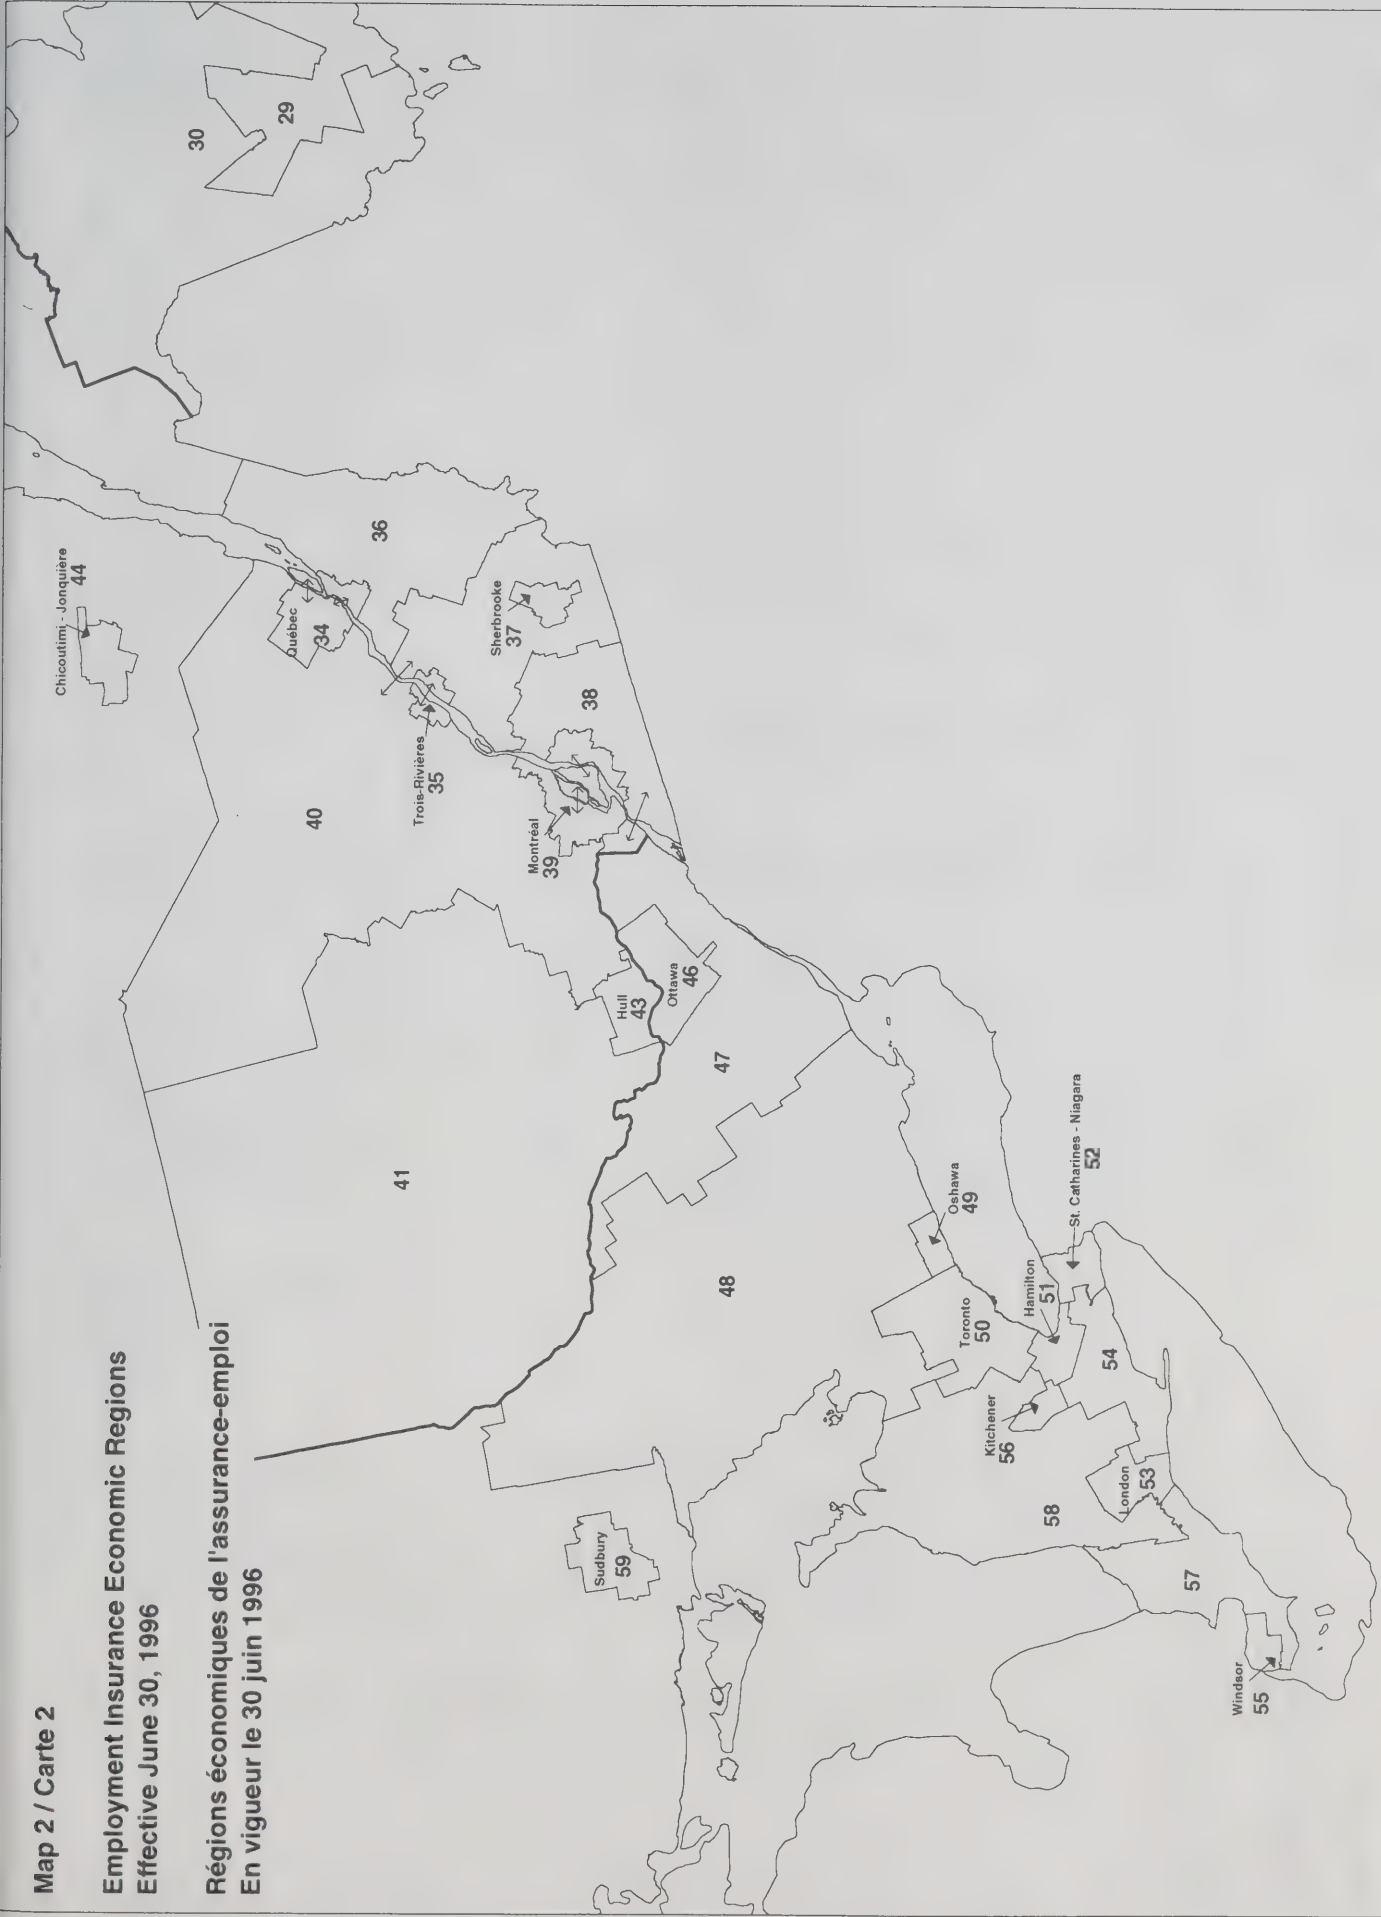 Map 2 / Carte 2
Employment Insurance Economic Regions
Effective June 30, 1996
Régions économiques de l'assurance-emploi
En vigueur le 30 juin 1996
Chicoutimi - Jonquière
44
30
29
Québec
34
36
40
41
Trois-Rivières
35
Sherbrooke
37
38
Montréal
39
Hull
43
Ottawa
46
Sudbury
59
47
48
Oshawa
49
Toronto
50
Kitchener
56
Hamilton
51
St. Catharines - Niagara
52
58
54
London
53
57
Windsor
55